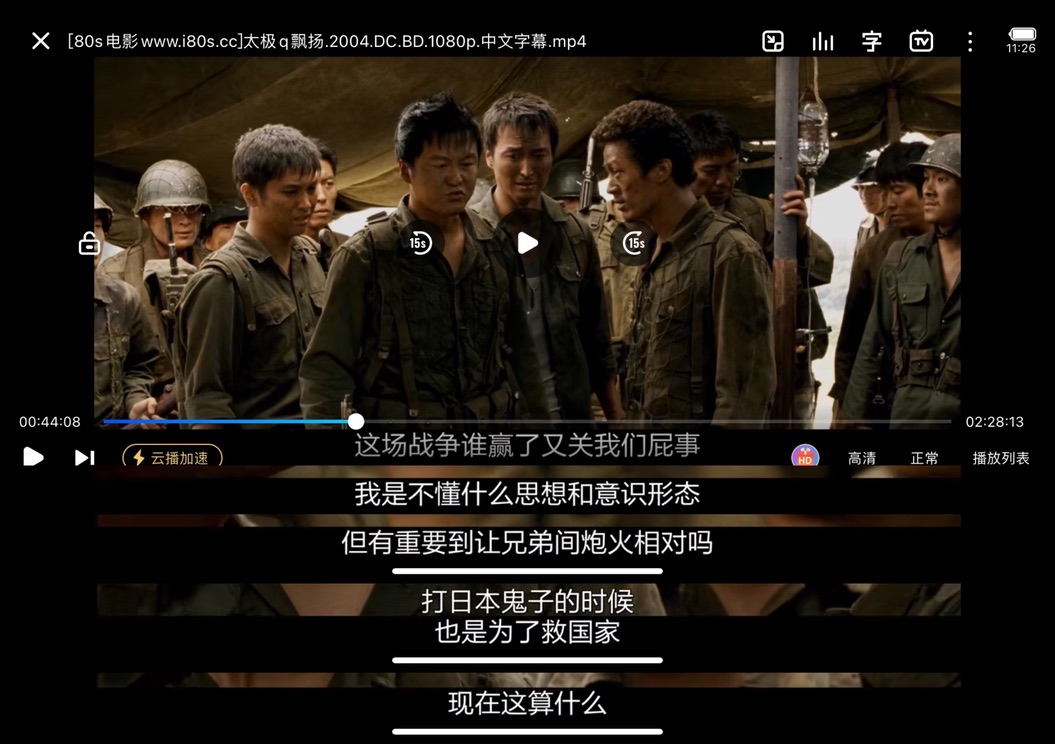 [80s电影www.i80s.cc]太极q飘扬.2004.DC.BD.1080p.中文字幕.mp4
字
TV
11:26
15s
15s
00:44:08
02:28:13
这场战争谁赢了又关我们屁事
云播加速
HD
高清
正常
播放列表
我是不懂什么思想和意识形态
但有重要到让兄弟间炮火相对吗
打日本鬼子的时候
也是为了救国家
现在这算什么